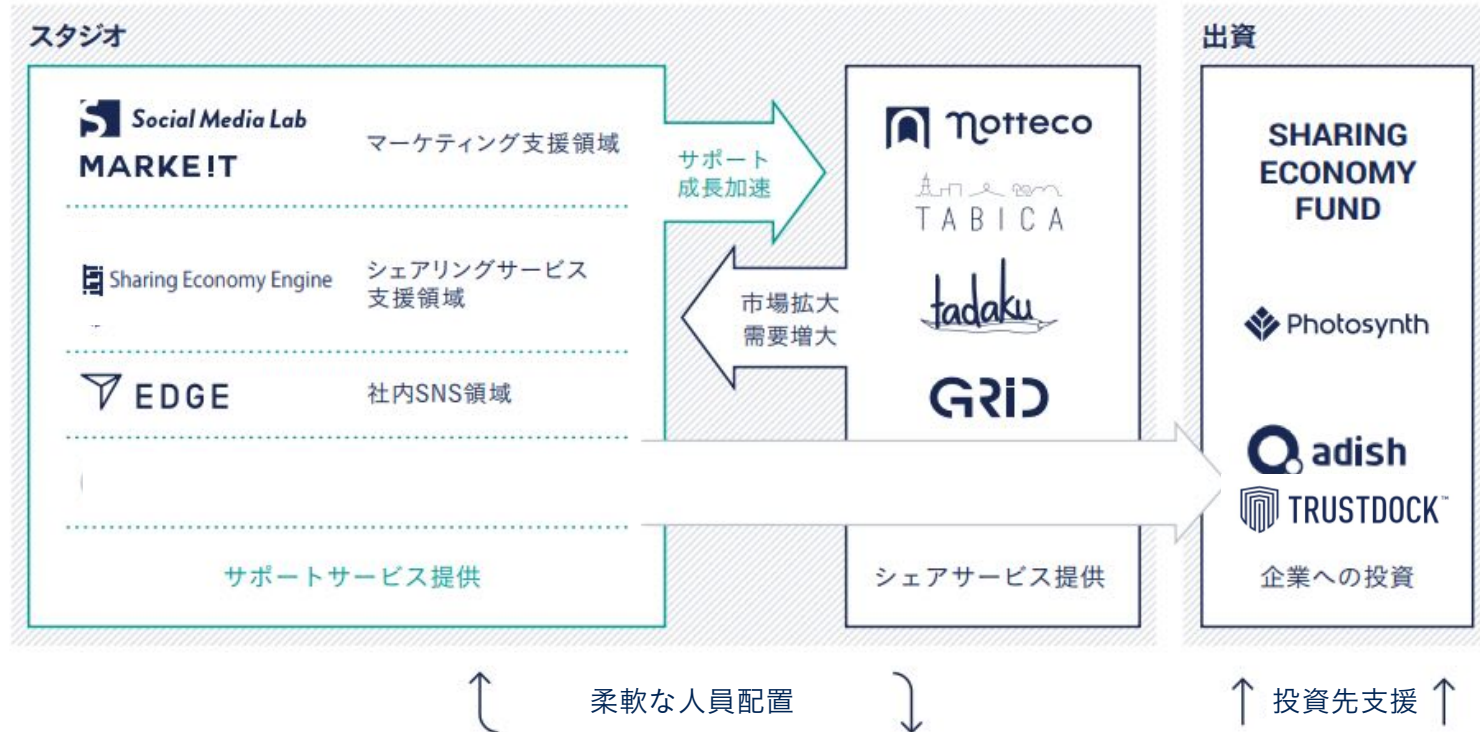 スタジオ
Social Media Lab
MARKE!T
マーケティング支援領域
Sharing Economy Engine
シェアリングサービス
支援領域
EDGE
社内SNS領域
サポートサービス提供
サポート
成長加速
市場拡大
需要増大
notteco
TABICA
tadaku
GRiD
シェアサービス提供
出資
SHARING
ECONOMY
FUND
Photosynth
adish
TRUSTDOCK™
企業への投資
柔軟な人員配置
投資先支援